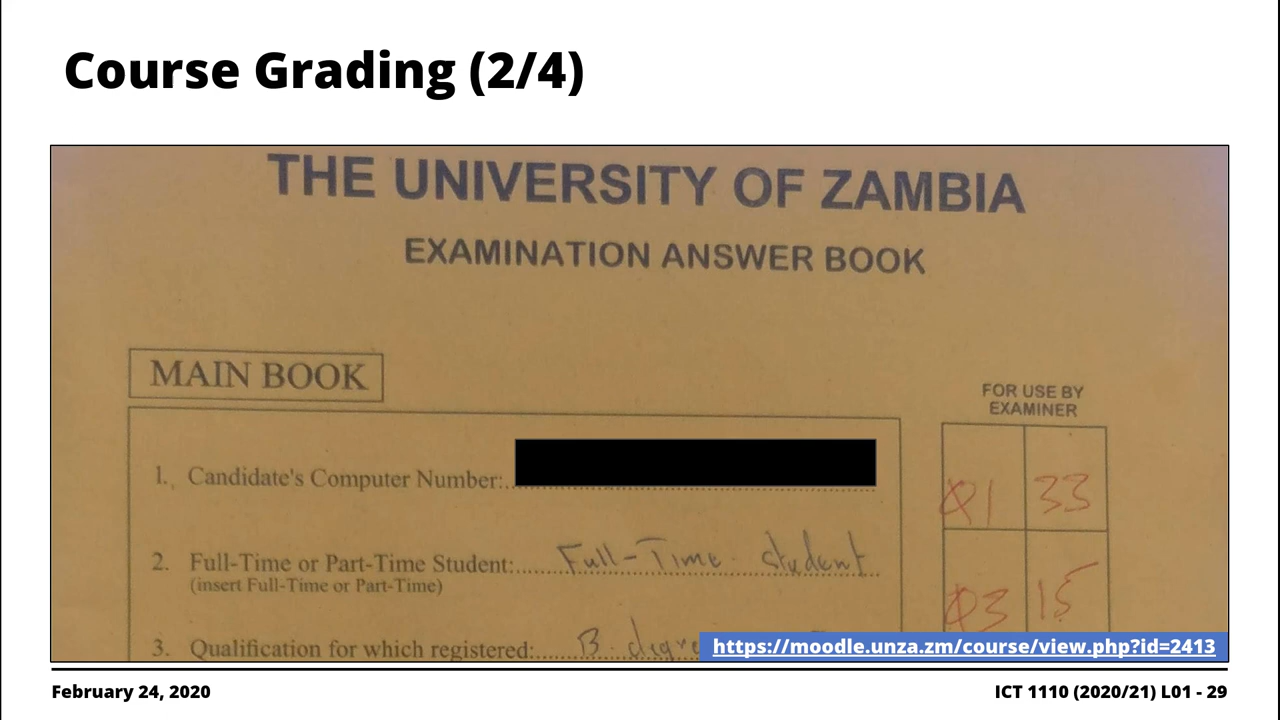 Course Grading (2/4)
THE UNIVERSITY OF ZAMBIA
EXAMINATION ANSWER BOOK
MAIN BOOK
FOR USE BY
EXAMINER
1. Candidate's Computer Number:
Q1 33
2. Full-Time or Part-Time Student: Full-Time student
(insert Full-Time or Part-Time)
Q3 15
3. Qualification for which registered: B. degre
https://moodle.unza.zm/course/view.php?id=2413
February 24, 2020
ICT 1110 (2020/21) L01 - 29